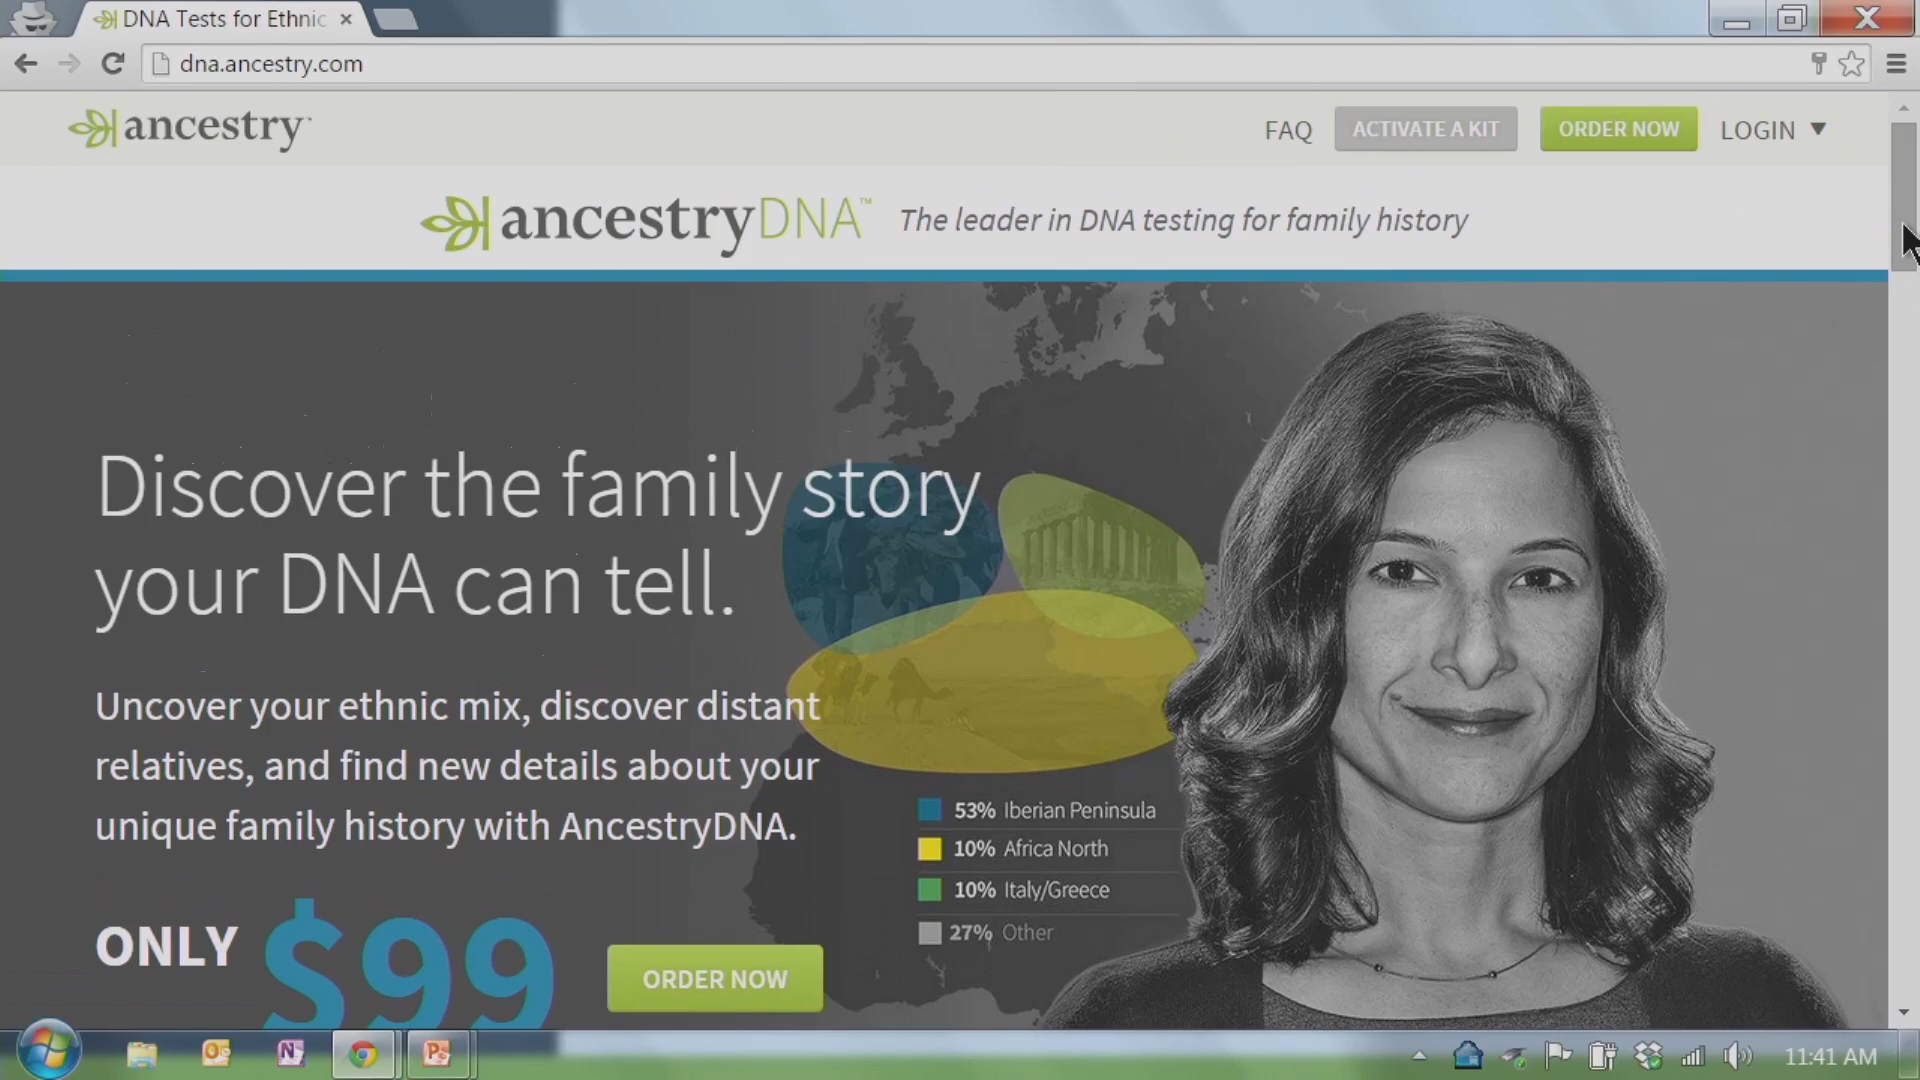 DNA Tests for Ethnic
dna.ancestry.com
ancestry
FAQ
ACTIVATE A KIT
ORDER NOW
LOGIN
ancestryDNA™
The leader in DNA testing for family history
Discover the family story
your DNA can tell.
Uncover your ethnic mix, discover distant
relatives, and find new details about your
unique family history with AncestryDNA.
53% Iberian Peninsula
10% Africa North
10% Italy/Greece
27% Other
ONLY $99
ORDER NOW
11:41 AM